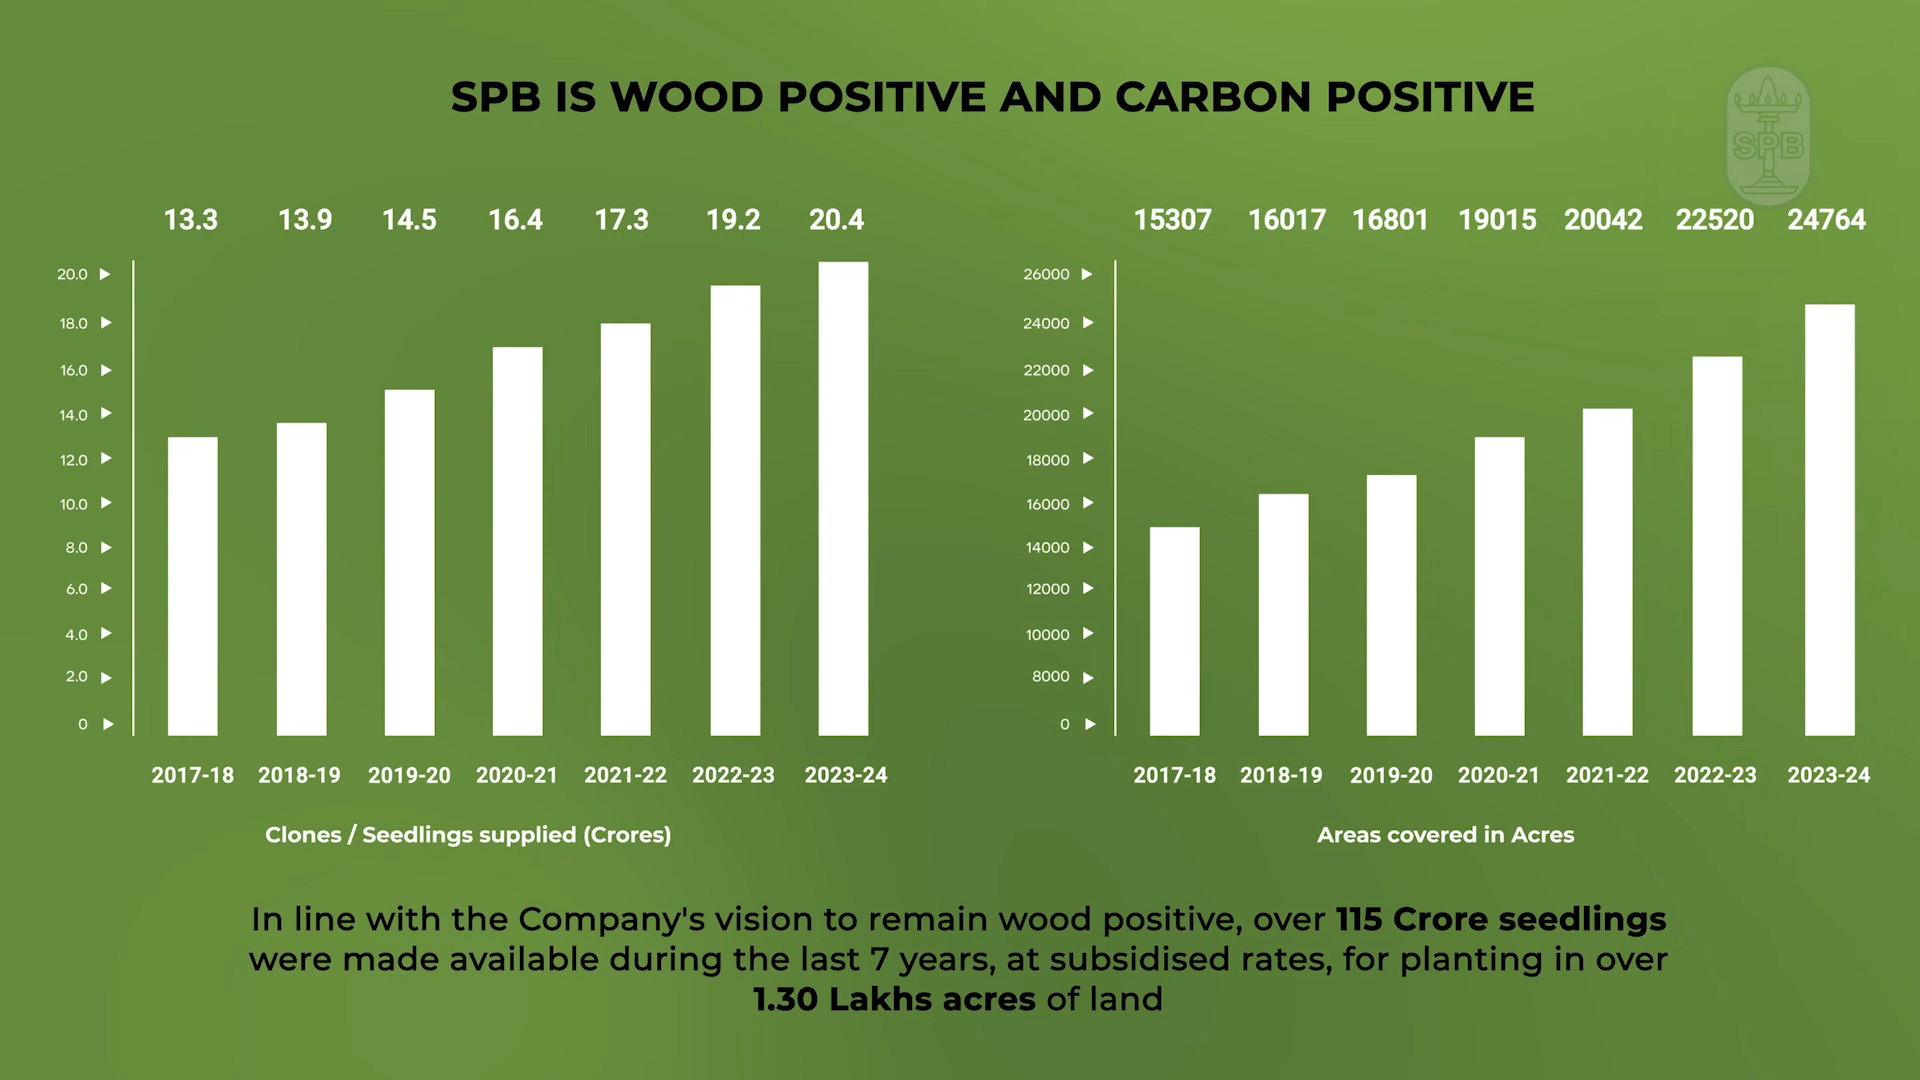 SPB IS WOOD POSITIVE AND CARBON POSITIVE
SPB
13.3 13.9 14.5 16.4 17.3 19.2 20.4
20.0
18.0
16.0
14.0
12.0
10.0
8.0
6.0
4.0
2.0
0
2017-18 2018-19 2019-20 2020-21 2021-22 2022-23 2023-24
Clones / Seedlings supplied (Crores)
15307 16017 16801 19015 20042 22520 24764
26000
24000
22000
20000
18000
16000
14000
12000
10000
8000
0
2017-18 2018-19 2019-20 2020-21 2021-22 2022-23 2023-24
Areas covered in Acres
In line with the Company's vision to remain wood positive, over 115 Crore seedlings
were made available during the last 7 years, at subsidised rates, for planting in over
1.30 Lakhs acres of land